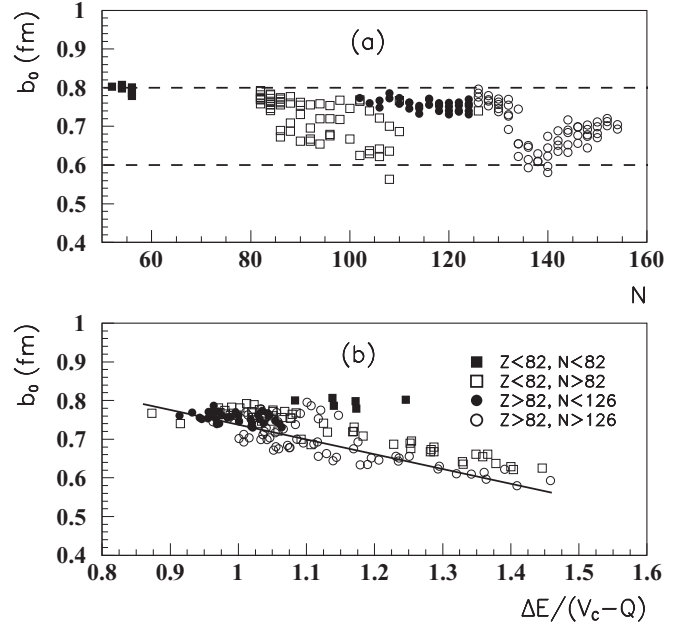 (a)
b₀ (fm)
1
0.9
0.8
0.7
0.6
0.5
0.4
60 80 100 120 140 160
N
(b)
b₀ (fm)
1
0.9
0.8
0.7
0.6
0.5
0.4
Z<82, N<82
Z<82, N>82
Z>82, N<126
Z>82, N>126
0.8 0.9 1 1.1 1.2 1.3 1.4 1.5 1.6
ΔE/(V_c−Q)